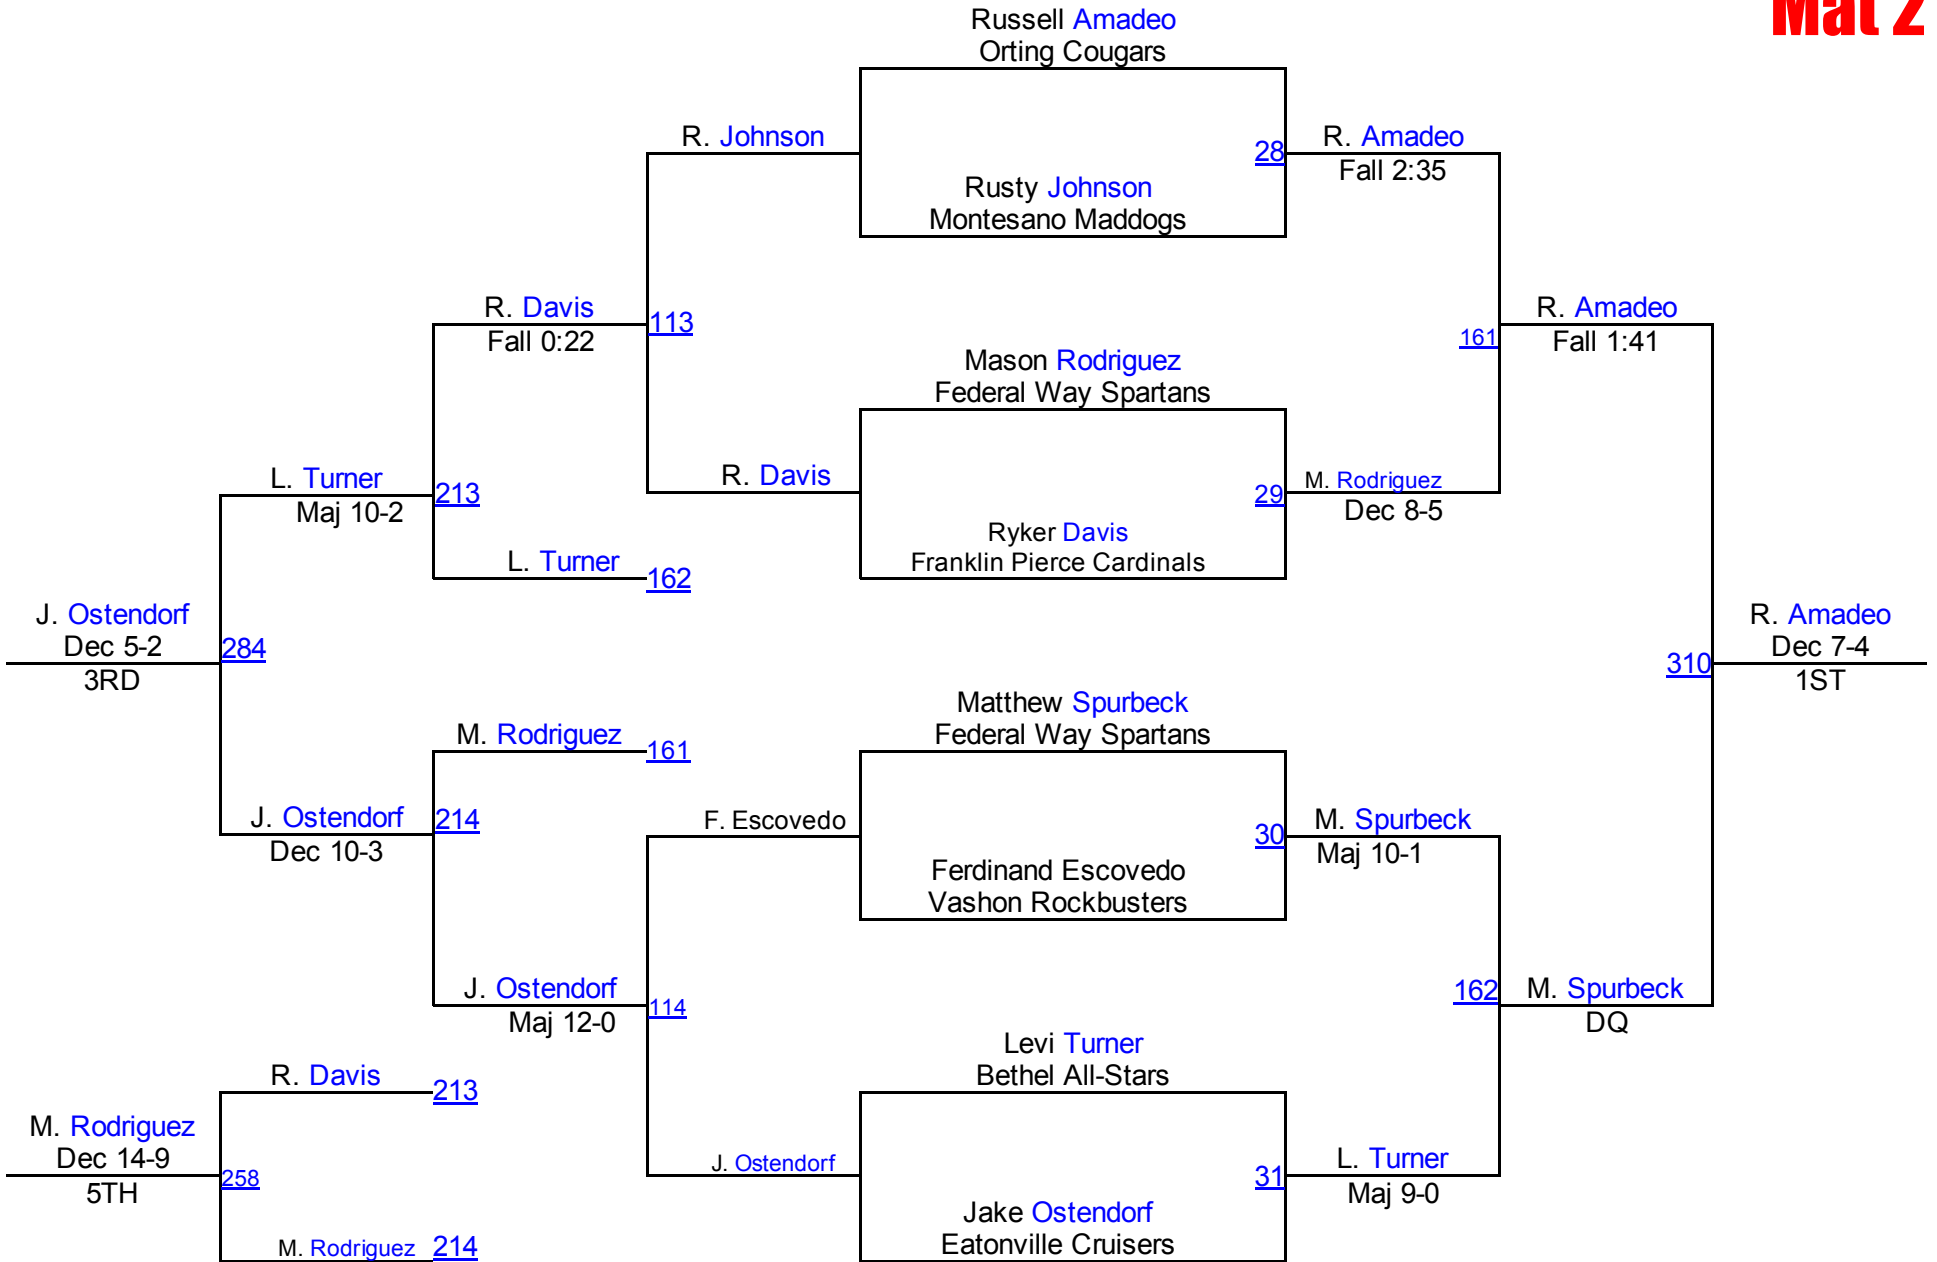 Mat 2
Russell Amadeo
Orting Cougars
R. Johnson
28
R. Amadeo
Fall 2:35
Rusty Johnson
Montesano Maddogs
R. Davis
Fall 0:22
113
161
R. Amadeo
Fall 1:41
Mason Rodriguez
Federal Way Spartans
L. Turner
Maj 10-2
213
R. Davis
29
M. Rodriguez
Dec 8-5
Ryker Davis
Franklin Pierce Cardinals
L. Turner
162
J. Ostendorf
Dec 5-2
3RD
284
310
R. Amadeo
Dec 7-4
1ST
Matthew Spurbeck
Federal Way Spartans
M. Rodriguez
161
J. Ostendorf
Dec 10-3
214
F. Escovedo
30
M. Spurbeck
Maj 10-1
Ferdinand Escovedo
Vashon Rockbusters
J. Ostendorf
Maj 12-0
114
162
M. Spurbeck
DQ
Levi Turner
Bethel All-Stars
R. Davis
213
M. Rodriguez
Dec 14-9
5TH
258
J. Ostendorf
31
L. Turner
Maj 9-0
Jake Ostendorf
Eatonville Cruisers
M. Rodriguez
214